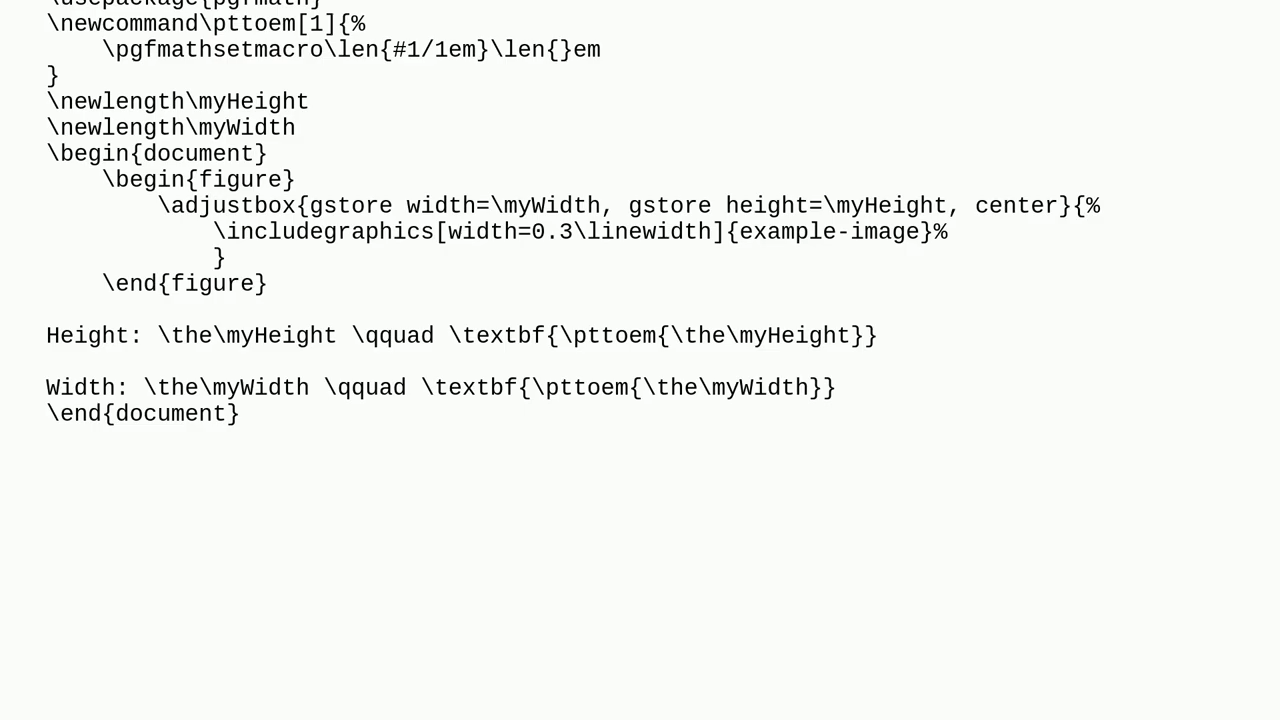 \usepackage{pgfmath}
\newcommand\pttoem[1]{%
    \pgfmathsetmacro\len{#1/1em}\len{}em
}
\newlength\myHeight
\newlength\myWidth
\begin{document}
    \begin{figure}
        \adjustbox{gstore width=\myWidth, gstore height=\myHeight, center}{%
            \includegraphics[width=0.3\linewidth]{example-image}%
            }
    \end{figure}

Height: \the\myHeight \qquad \textbf{\pttoem{\the\myHeight}}

Width: \the\myWidth \qquad \textbf{\pttoem{\the\myWidth}}
\end{document}